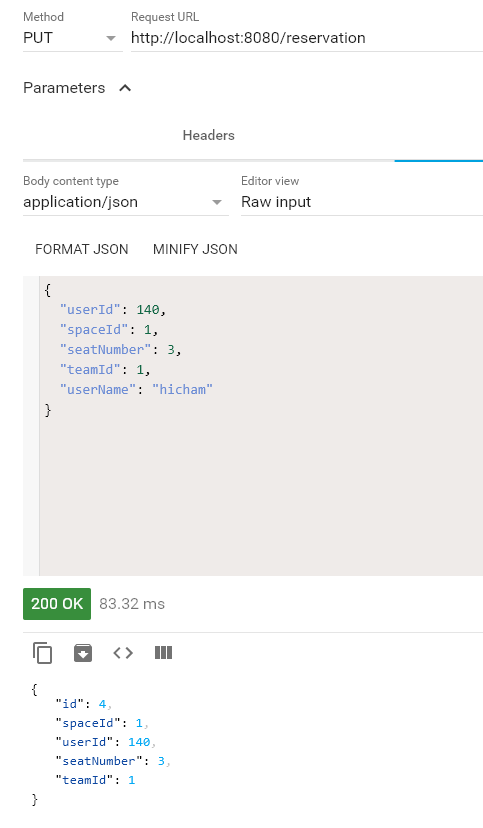 Method Request URL
PUT http://localhost:8080/reservation
Parameters
Headers
Body content type Editor view
application/json Raw input
FORMAT JSON MINIFY JSON
{
  "userId": 140,
  "spaceId": 1,
  "seatNumber": 3,
  "teamId": 1,
  "userName": "hicham"
}
200 OK 83.32 ms
{
   "id": 4,
   "spaceId": 1,
   "userId": 140,
   "seatNumber": 3,
   "teamId": 1
}